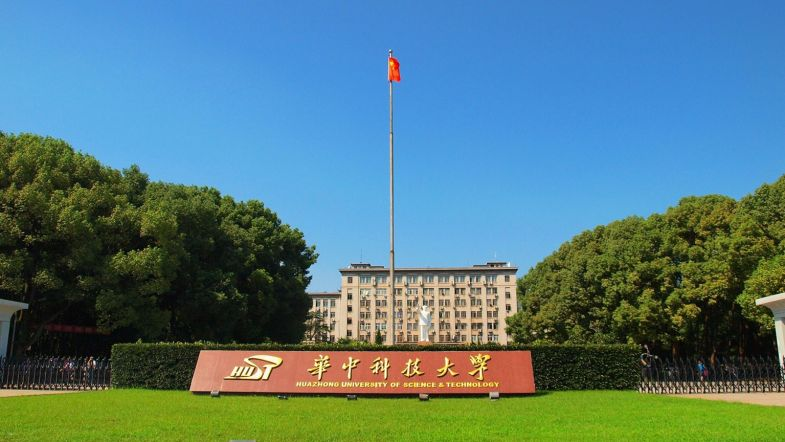 HUST 華中科技大學
HUAZHONG UNIVERSITY OF SCIENCE & TECHNOLOGY